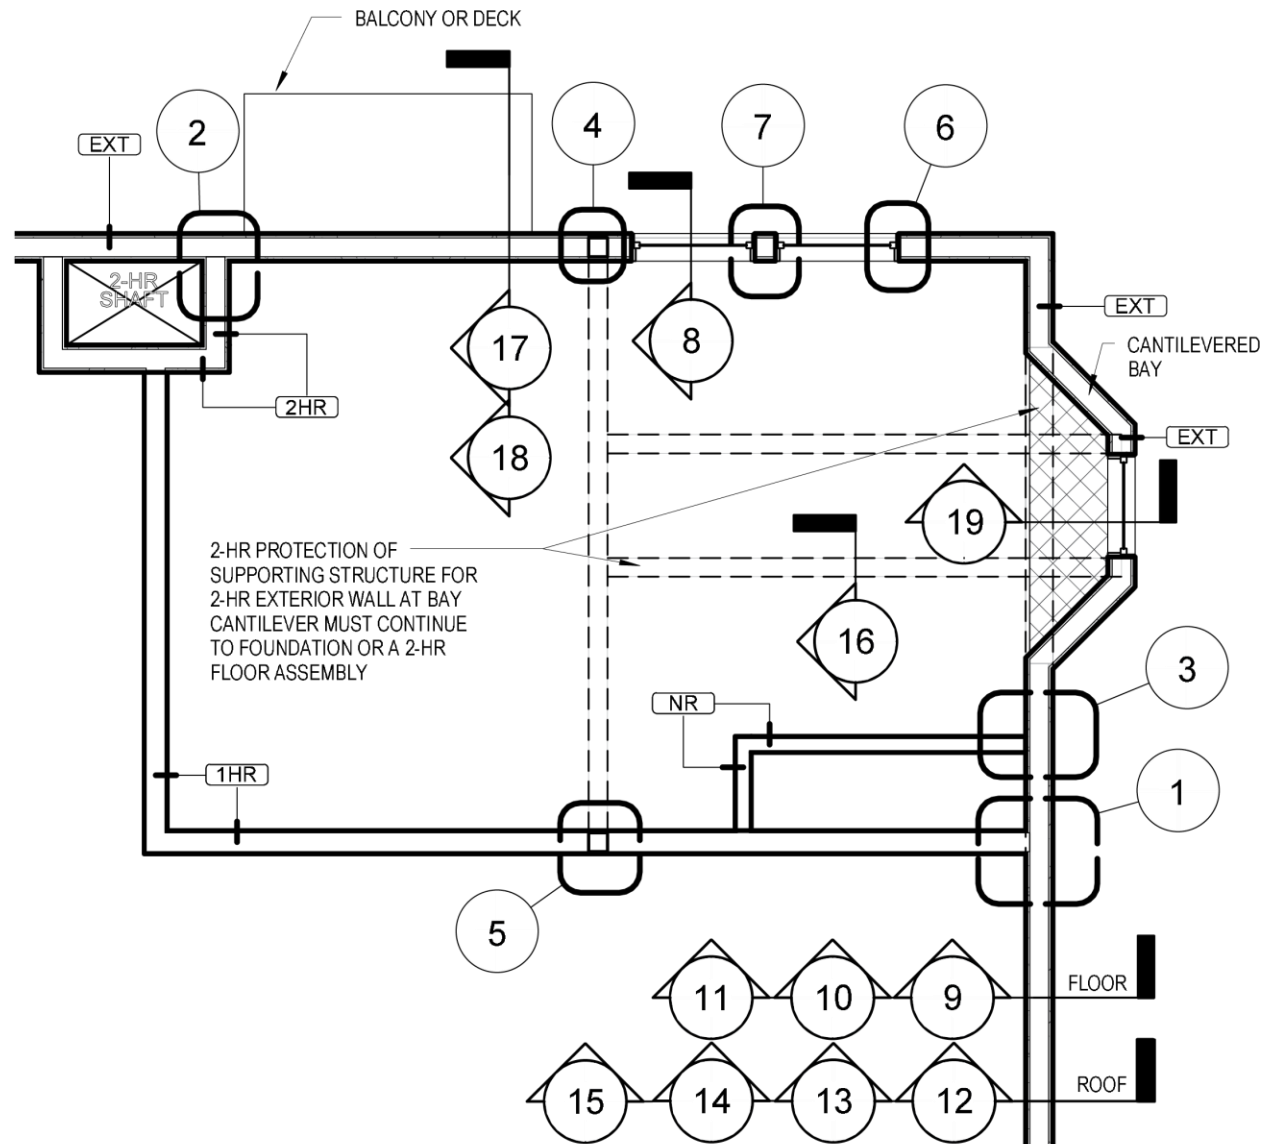 BALCONY OR DECK
2
4
7
6
EXT
2-HR
SHAFT
EXT
17
8
CANTILEVERED
BAY
2HR
EXT
18
19
2-HR PROTECTION OF
SUPPORTING STRUCTURE FOR
2-HR EXTERIOR WALL AT BAY
CANTILEVER MUST CONTINUE
TO FOUNDATION OR A 2-HR
FLOOR ASSEMBLY
16
3
NR
1HR
1
5
11
10
9
FLOOR
15
14
13
12
ROOF